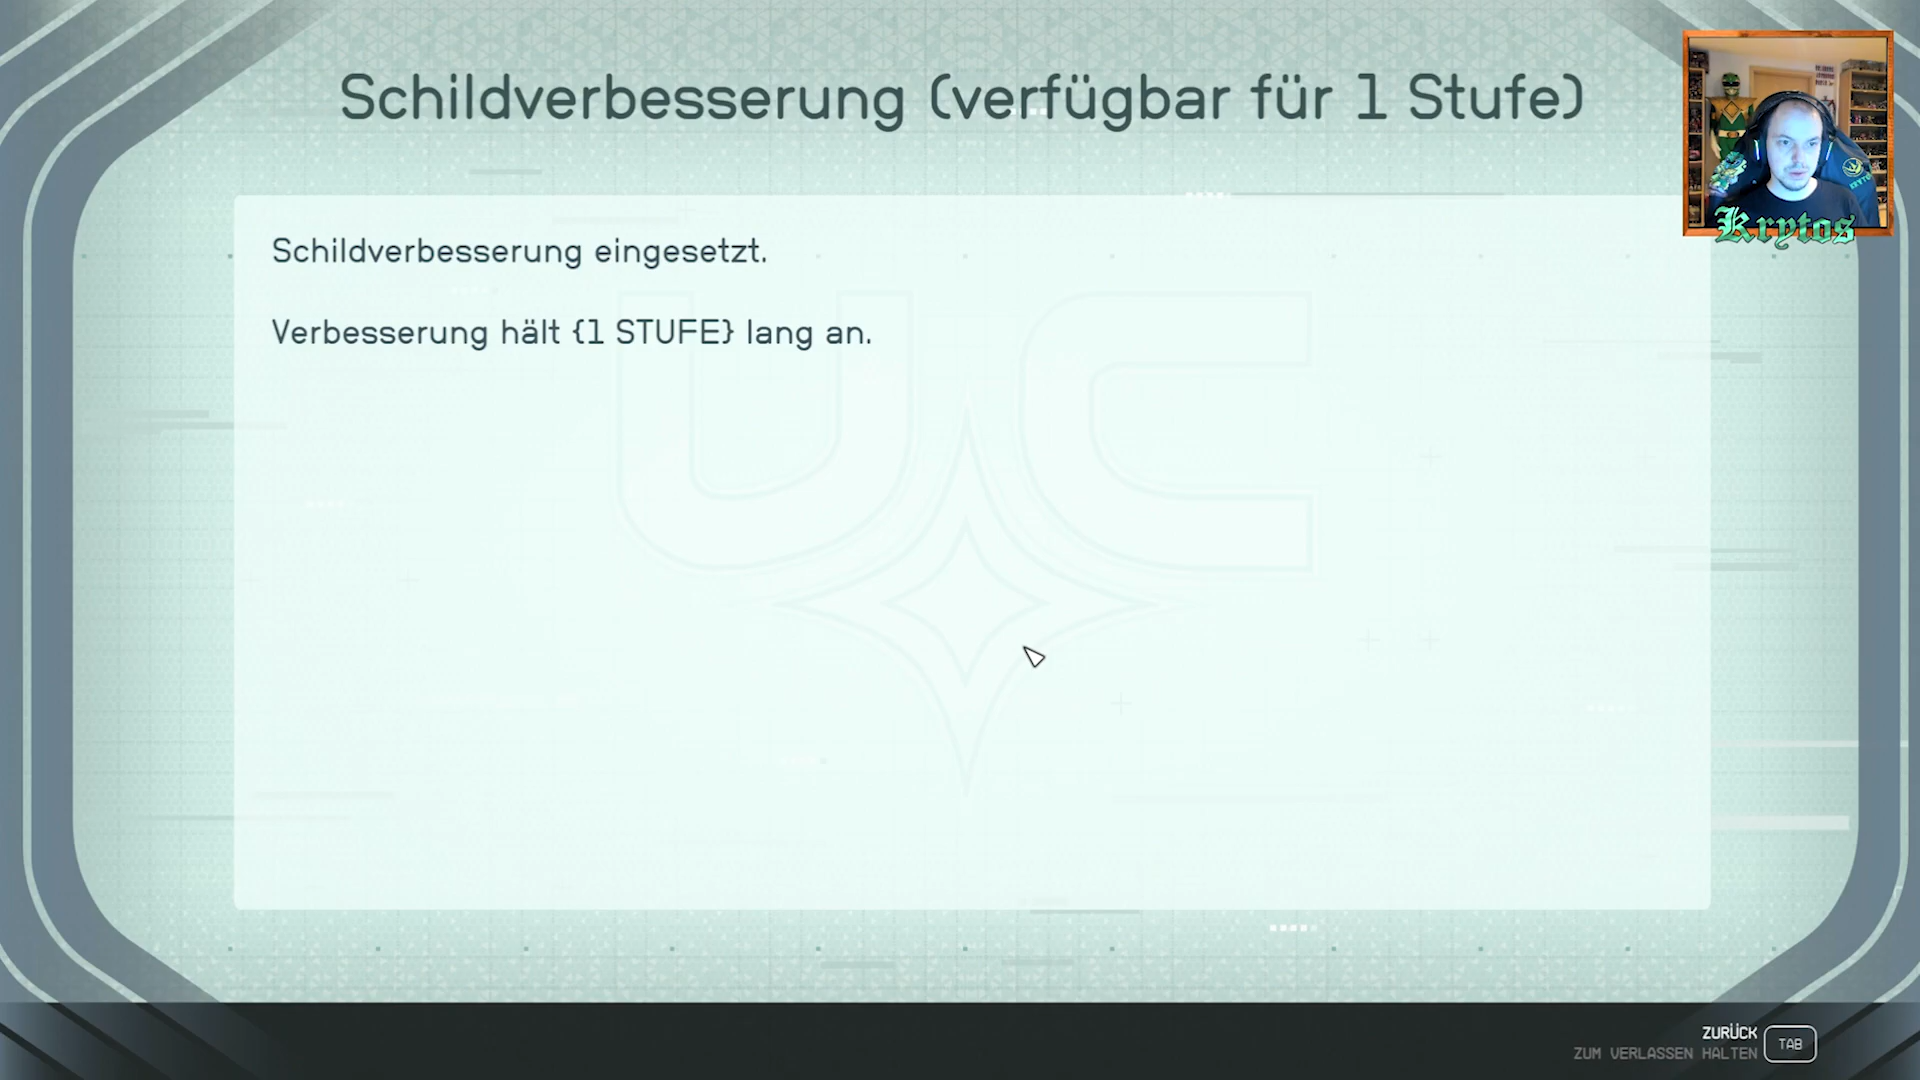 Schildverbesserung (verfügbar für 1 Stufe)
Krytos
Schildverbesserung eingesetzt.
Verbesserung hält {1 STUFE} lang an.
UC
ZURÜCK
ZUM VERLASSEN HALTEN
TAB